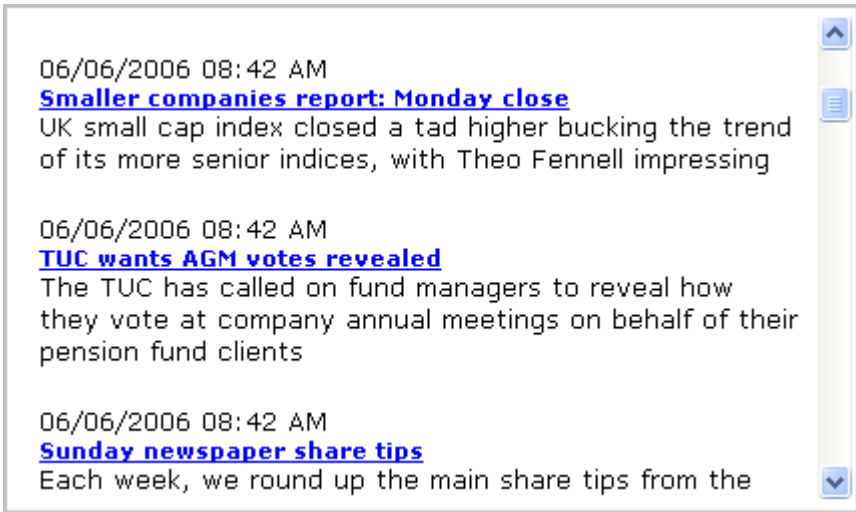 06/06/2006 08:42 AM
Smaller companies report: Monday close
UK small cap index closed a tad higher bucking the trend
of its more senior indices, with Theo Fennell impressing
06/06/2006 08:42 AM
TUC wants AGM votes revealed
The TUC has called on fund managers to reveal how
they vote at company annual meetings on behalf of their
pension fund clients
06/06/2006 08:42 AM
Sunday newspaper share tips
Each week, we round up the main share tips from the